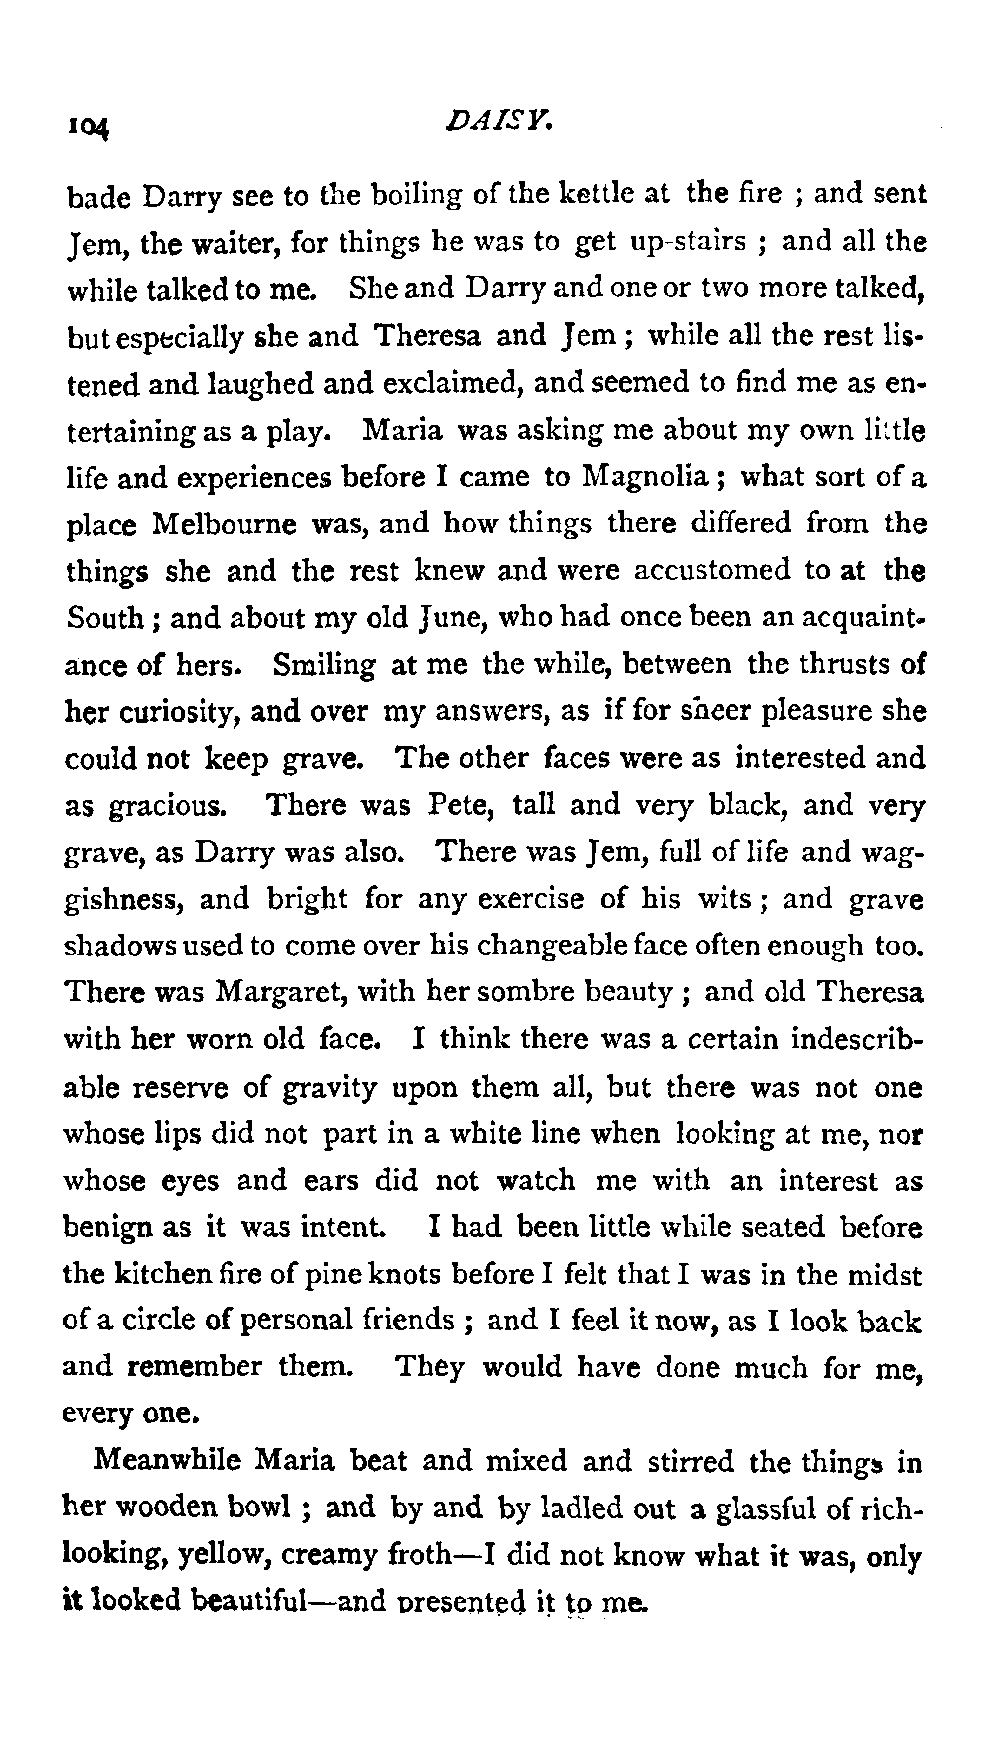 104 DAISY.
bade Darry see to the boiling of the kettle at the fire ; and sent
Jem, the waiter, for things he was to get up-stairs ; and all the
while talked to me. She and Darry and one or two more talked,
but especially she and Theresa and Jem ; while all the rest lis-
tened and laughed and exclaimed, and seemed to find me as en-
tertaining as a play. Maria was asking me about my own little
life and experiences before I came to Magnolia ; what sort of a
place Melbourne was, and how things there differed from the
things she and the rest knew and were accustomed to at the
South ; and about my old June, who had once been an acquaint-
ance of hers. Smiling at me the while, between the thrusts of
her curiosity, and over my answers, as if for sheer pleasure she
could not keep grave. The other faces were as interested and
as gracious. There was Pete, tall and very black, and very
grave, as Darry was also. There was Jem, full of life and wag-
gishness, and bright for any exercise of his wits ; and grave
shadows used to come over his changeable face often enough too.
There was Margaret, with her sombre beauty ; and old Theresa
with her worn old face. I think there was a certain indescrib-
able reserve of gravity upon them all, but there was not one
whose lips did not part in a white line when looking at me, nor
whose eyes and ears did not watch me with an interest as
benign as it was intent. I had been little while seated before
the kitchen fire of pine knots before I felt that I was in the midst
of a circle of personal friends ; and I feel it now, as I look back
and remember them. They would have done much for me,
every one.
Meanwhile Maria beat and mixed and stirred the things in
her wooden bowl ; and by and by ladled out a glassful of rich-
looking, yellow, creamy froth—I did not know what it was, only
it looked beautiful—and presented it to me.